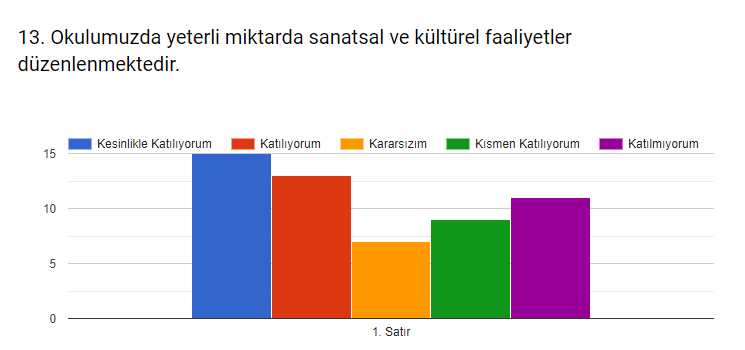 13. Okulumuzda yeterli miktarda sanatsal ve kültürel faaliyetler
düzenlenmektedir.
Kesinlikle Katılıyorum Katılıyorum Kararsızım Kısmen Katılıyorum Katılmıyorum
15
10
5
0
1. Satır